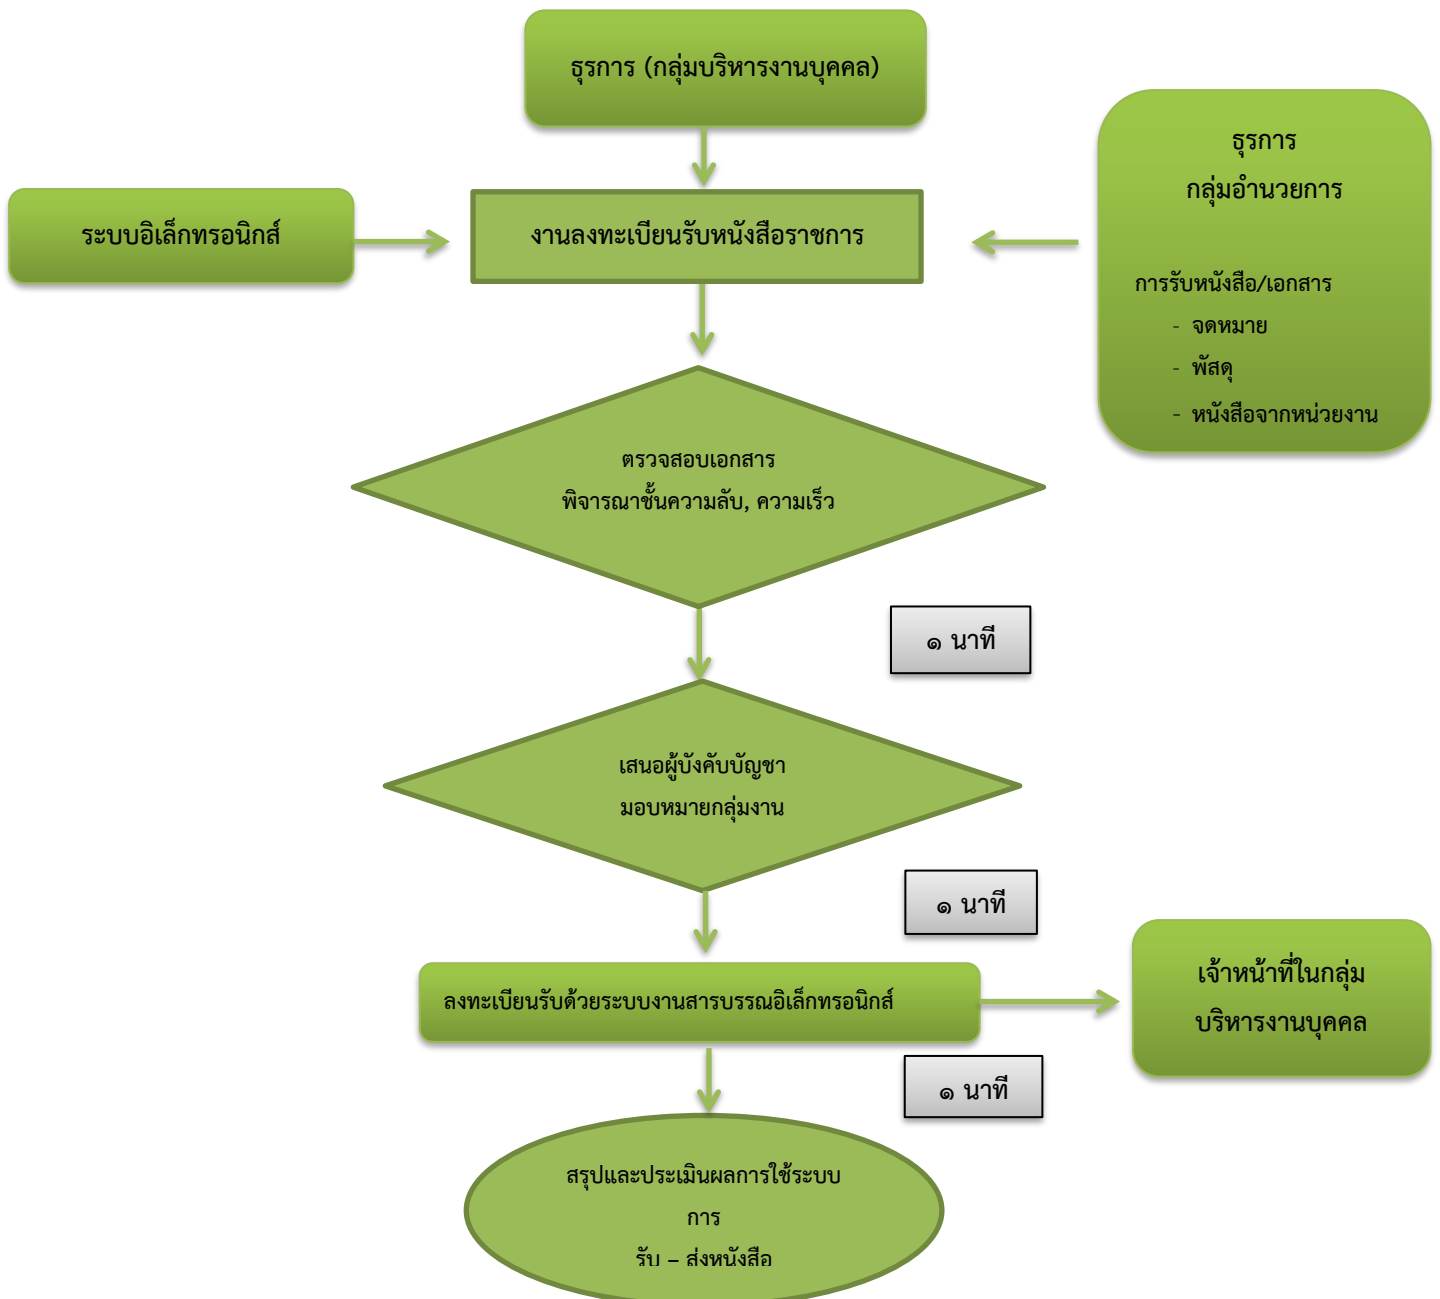 ธุรการ (กลุ่มบริหารงานบุคคล)
ธุรการ
กลุ่มอำนวยการ
การรับหนังสือ/เอกสาร
- จดหมาย
- พัสดุ
- หนังสือจากหน่วยงาน
ระบบอิเล็กทรอนิกส์
งานลงทะเบียนรับหนังสือราชการ
ตรวจสอบเอกสาร
พิจารณาชั้นความลับ, ความเร็ว
๑ นาที
เสนอผู้บังคับบัญชา
มอบหมายกลุ่มงาน
๑ นาที
ลงทะเบียนรับด้วยระบบงานสารบรรณอิเล็กทรอนิกส์
เจ้าหน้าที่ในกลุ่ม
บริหารงานบุคคล
๑ นาที
สรุปและประเมินผลการใช้ระบบ
การ
รับ – ส่งหนังสือ